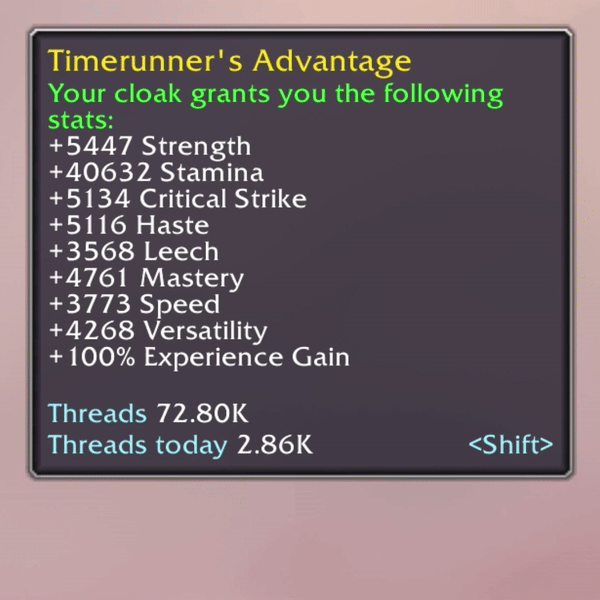 Timerunner's Advantage
Your cloak grants you the following
stats:
+5447 Strength
+40632 Stamina
+5134 Critical Strike
+5116 Haste
+3568 Leech
+4761 Mastery
+3773 Speed
+4268 Versatility
+100% Experience Gain
Threads 72.80K
Threads today 2.86K <Shift>